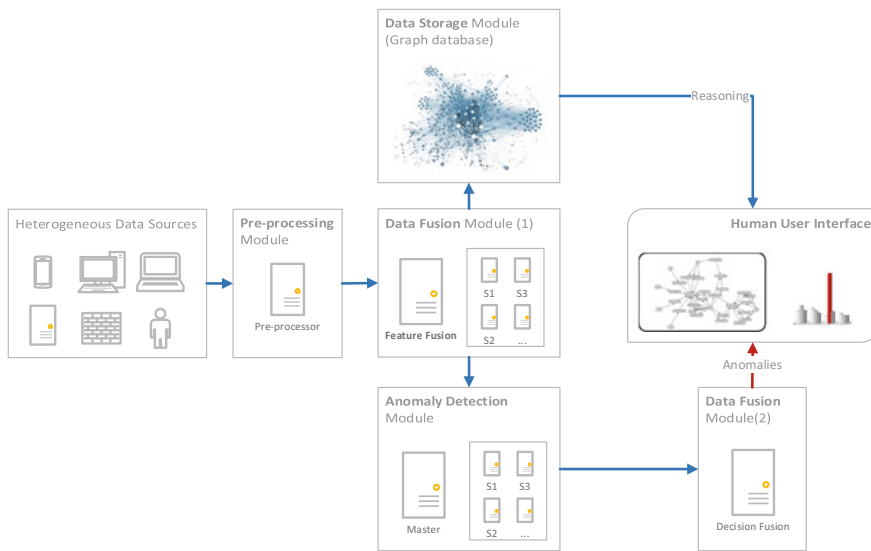 Data Storage Module
(Graph database)
Reasoning
Heterogeneous Data Sources
Pre-processing
Module
Pre-processor
Data Fusion Module (1)
Feature Fusion
S1 S3
S2 ...
Human User Interface
Anomalies
Anomaly Detection
Module
Master
S1 S3
S2 ...
Data Fusion
Module(2)
Decision Fusion